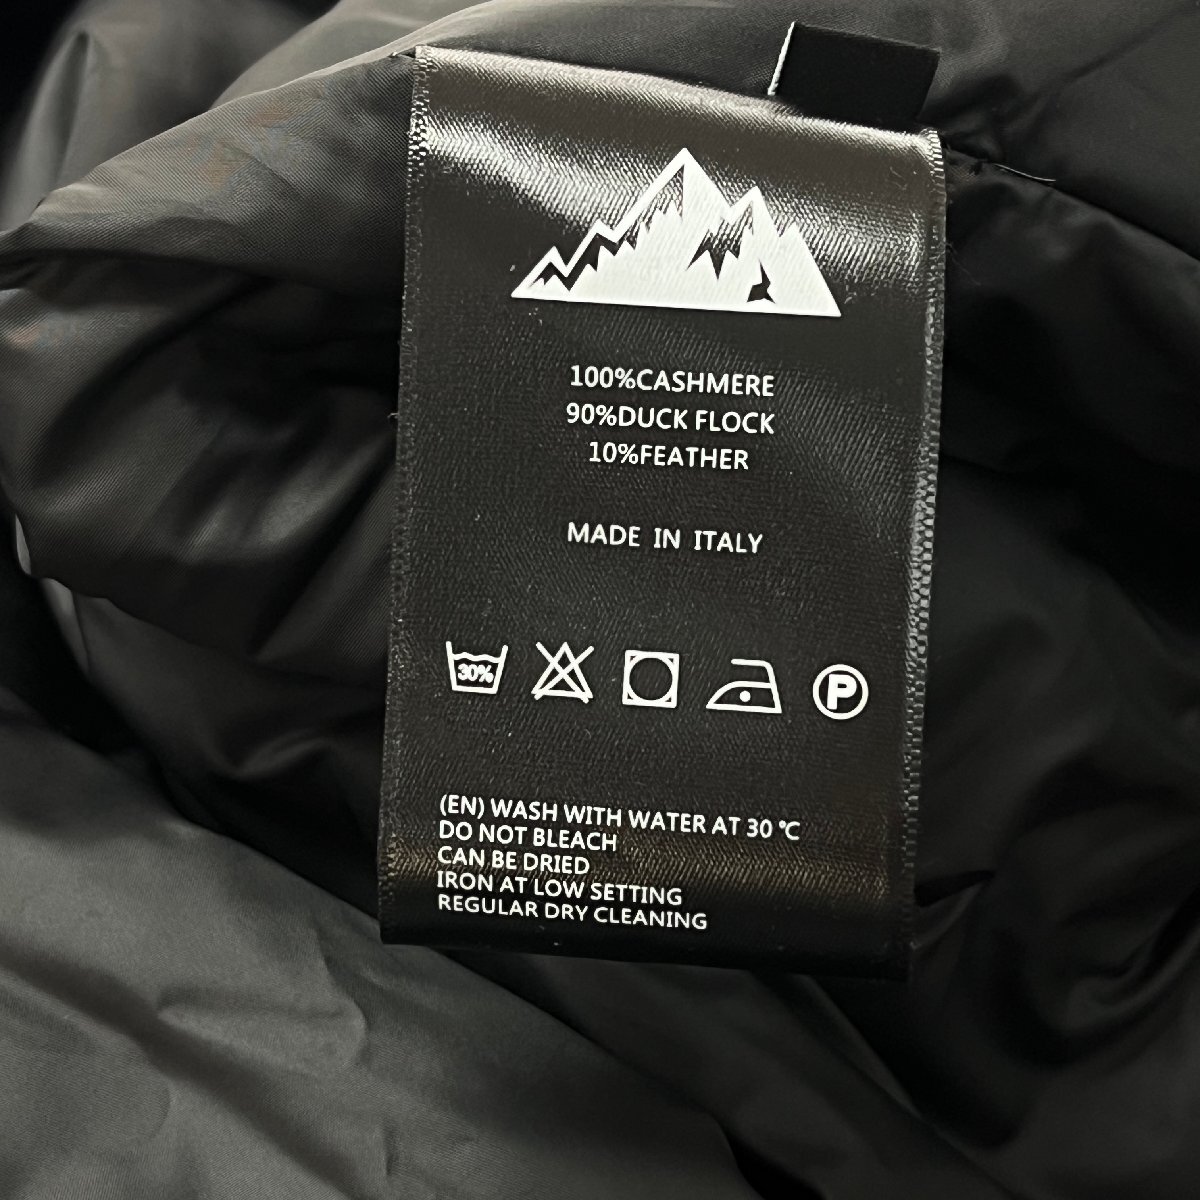 100%CASHMERE
90%DUCK FLOCK
10%FEATHER
MADE IN ITALY
30%
P
(EN) WASH WITH WATER AT 30 ℃
DO NOT BLEACH
CAN BE DRIED
IRON AT LOW SETTING
REGULAR DRY CLEANING